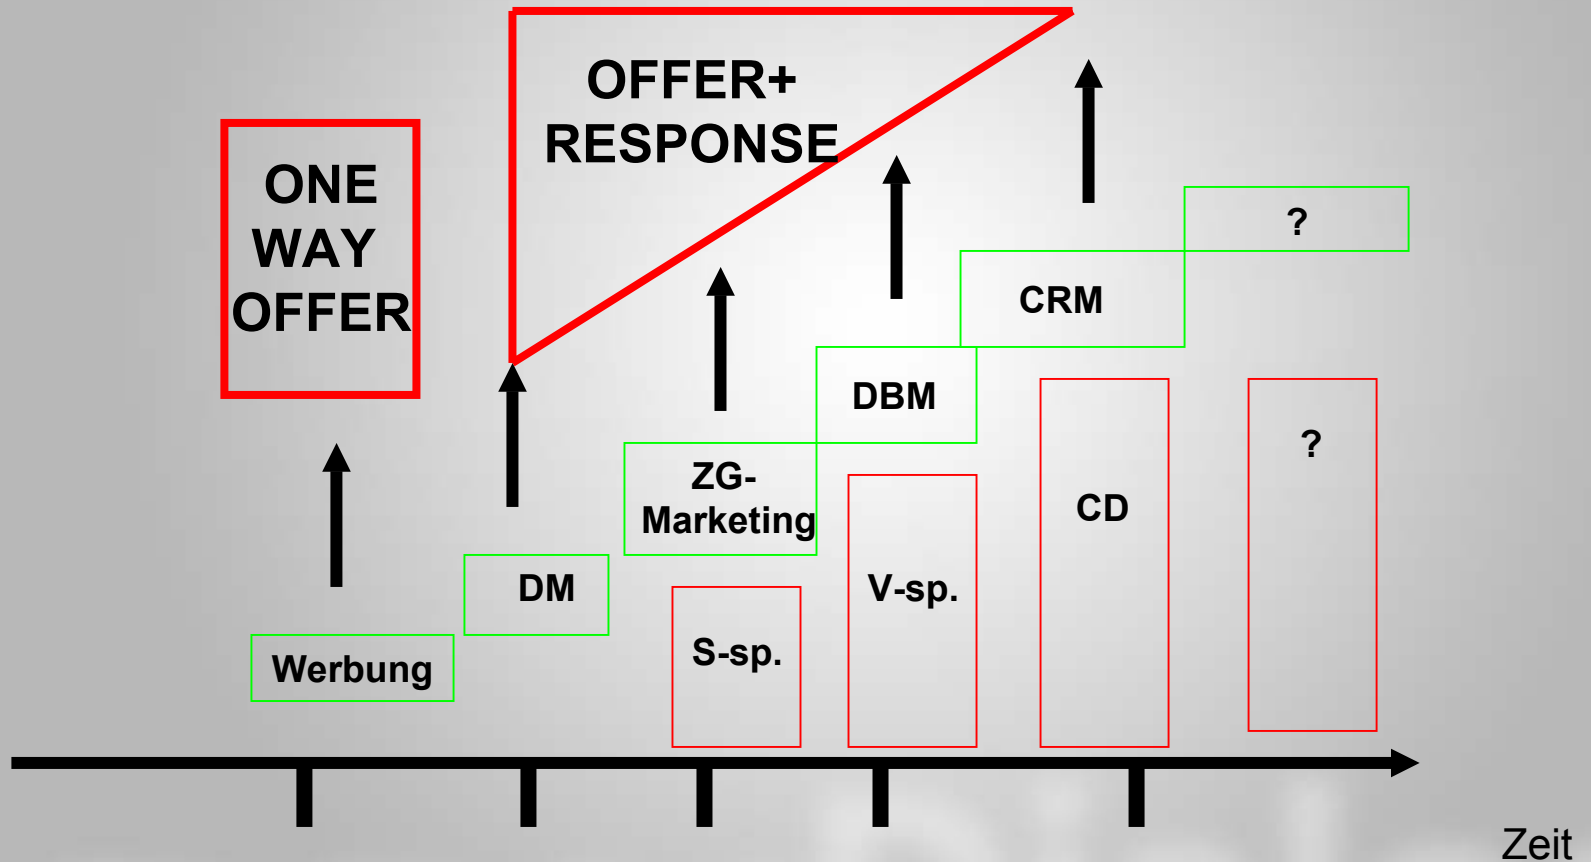 OFFER+
RESPONSE
ONE
WAY
OFFER
?
CRM
DBM
?
ZG-
Marketing
CD
DM
V-sp.
S-sp.
Werbung
Zeit